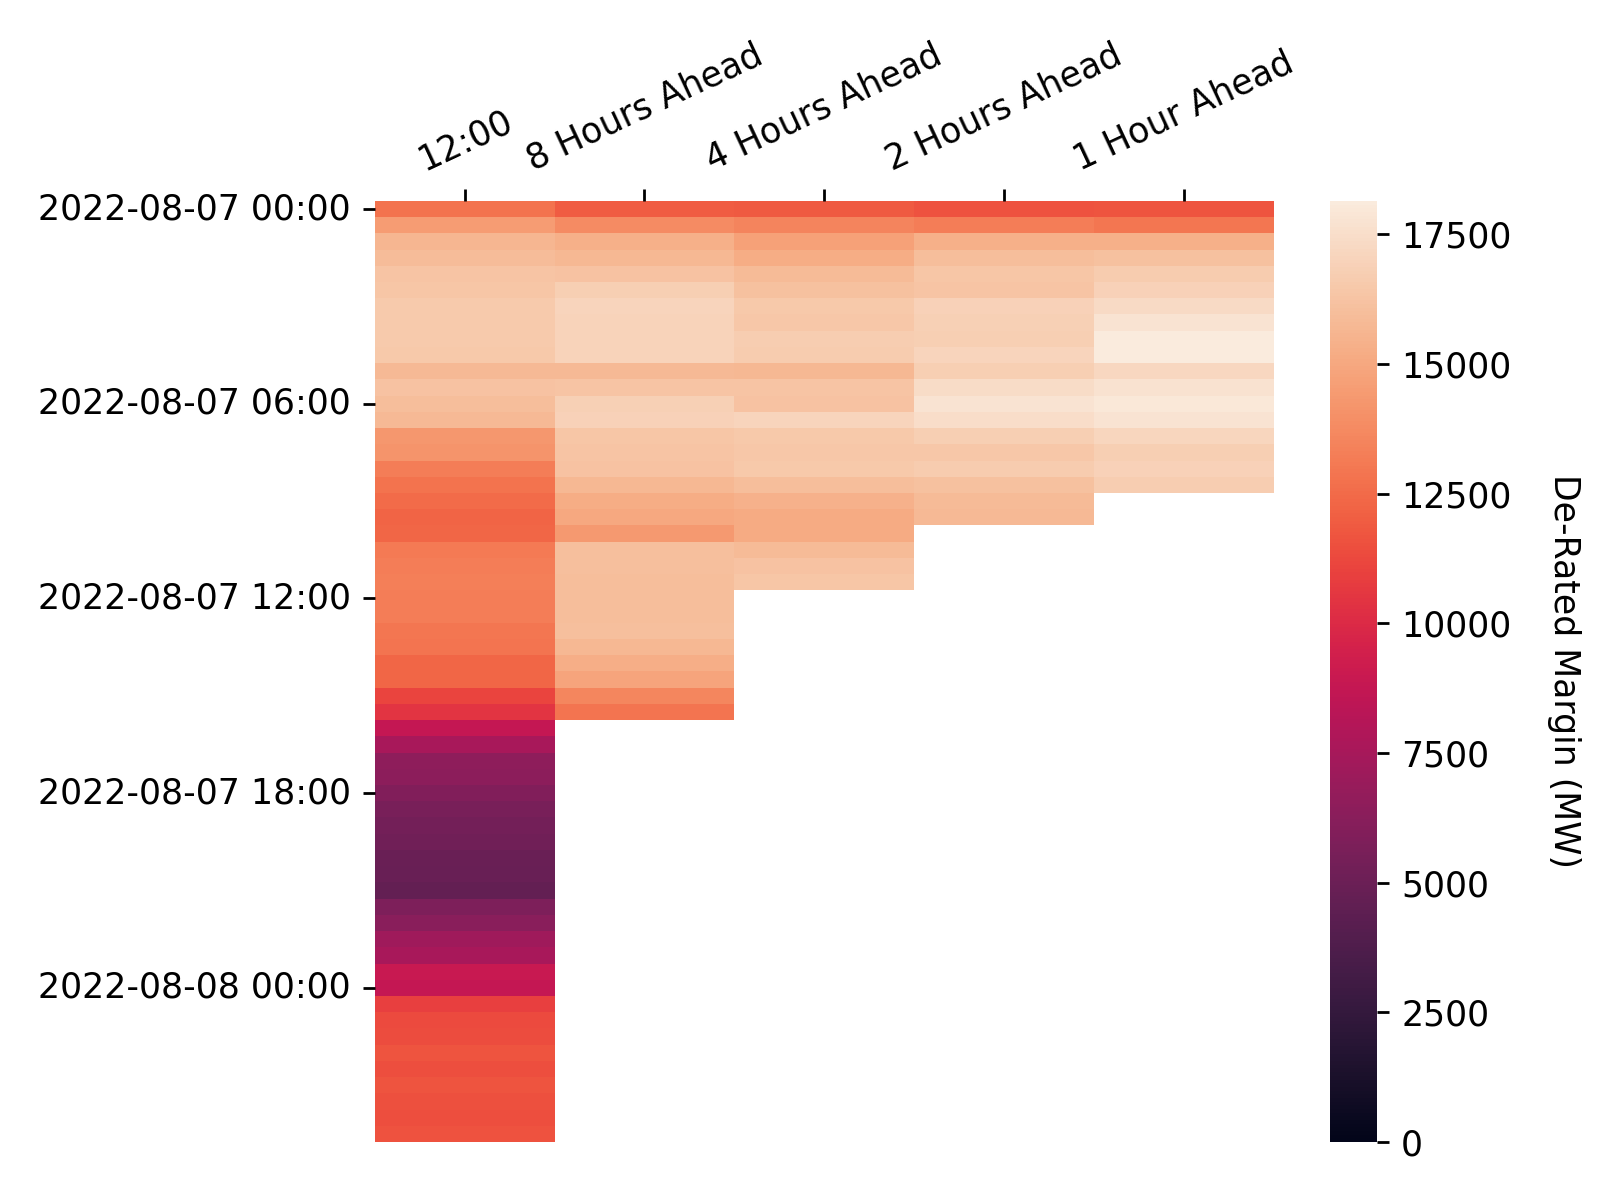 12:00
8 Hours Ahead
4 Hours Ahead
2 Hours Ahead
1 Hour Ahead
2022-08-07 00:00
2022-08-07 06:00
2022-08-07 12:00
2022-08-07 18:00
2022-08-08 00:00
17500
15000
12500
10000
7500
5000
2500
0
De-Rated Margin (MW)